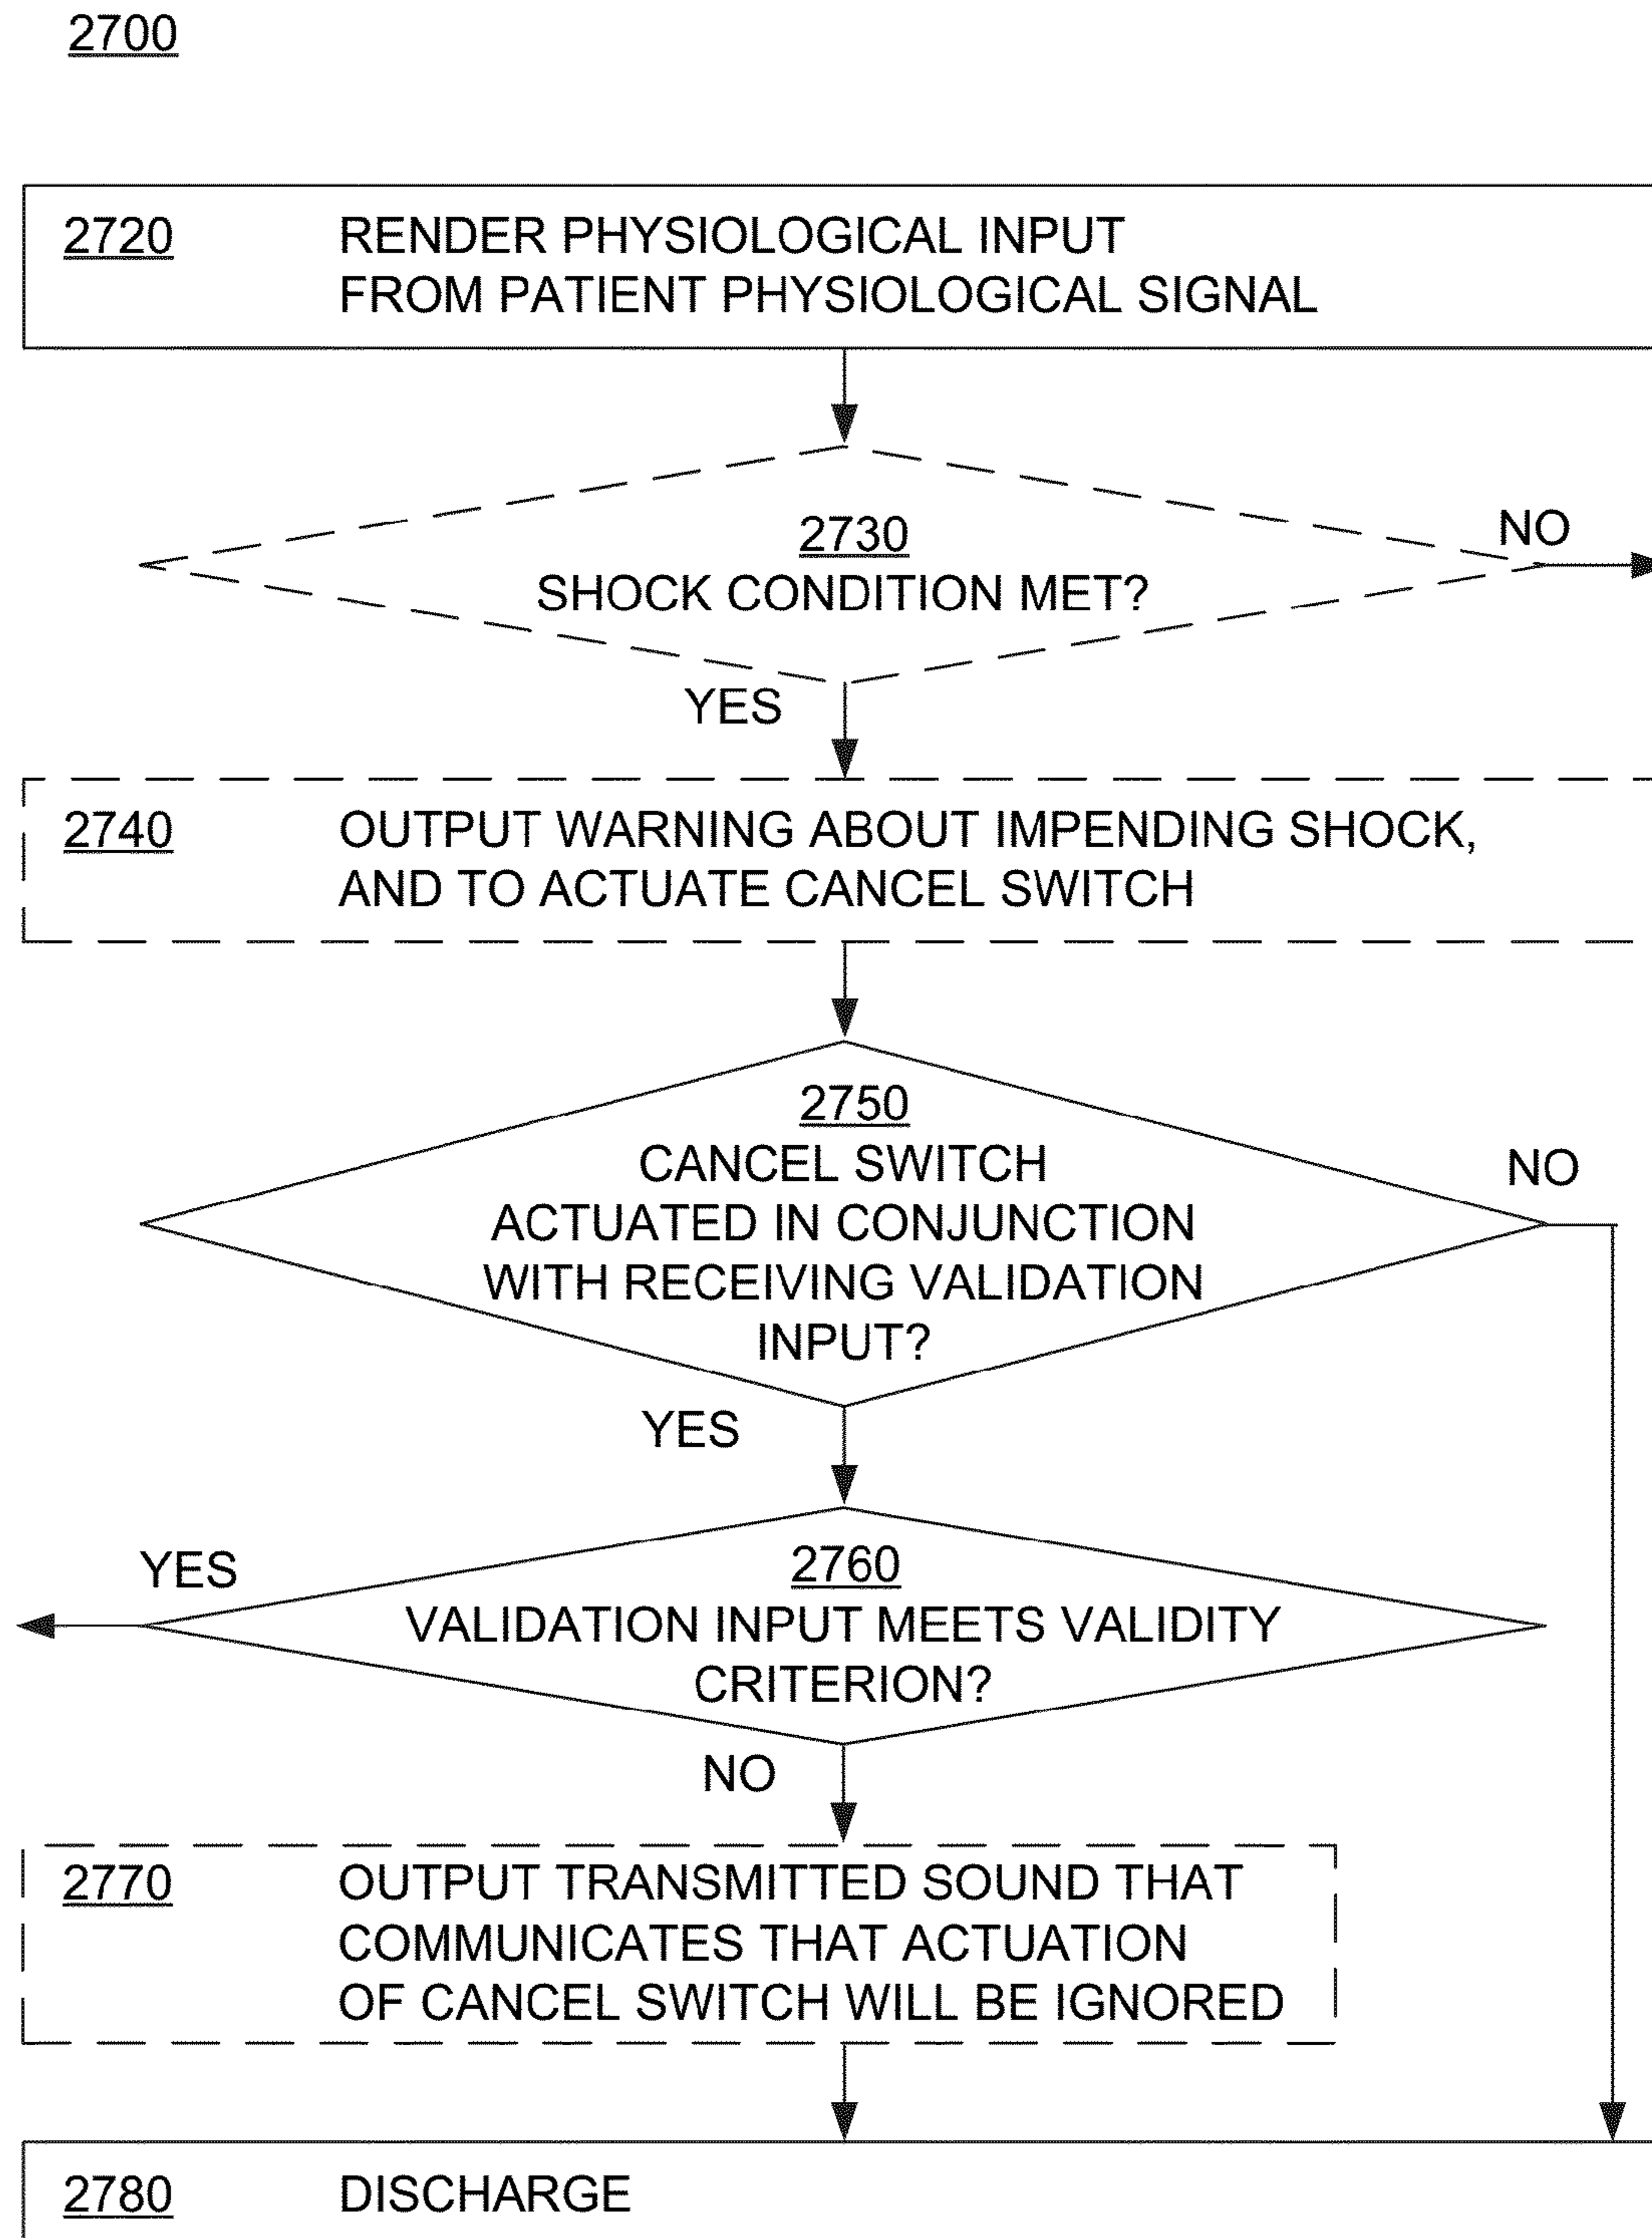 2700
2720 RENDER PHYSIOLOGICAL INPUT
FROM PATIENT PHYSIOLOGICAL SIGNAL
2730
NO
SHOCK CONDITION MET?
YES
2740 OUTPUT WARNING ABOUT IMPENDING SHOCK,
AND TO ACTUATE CANCEL SWITCH
2750
CANCEL SWITCH
NO
ACTUATED IN CONJUNCTION
WITH RECEIVING VALIDATION
INPUT?
YES
2760
YES
VALIDATION INPUT MEETS VALIDITY
CRITERION?
NO
2770 OUTPUT TRANSMITTED SOUND THAT
COMMUNICATES THAT ACTUATION
OF CANCEL SWITCH WILL BE IGNORED
2780 DISCHARGE